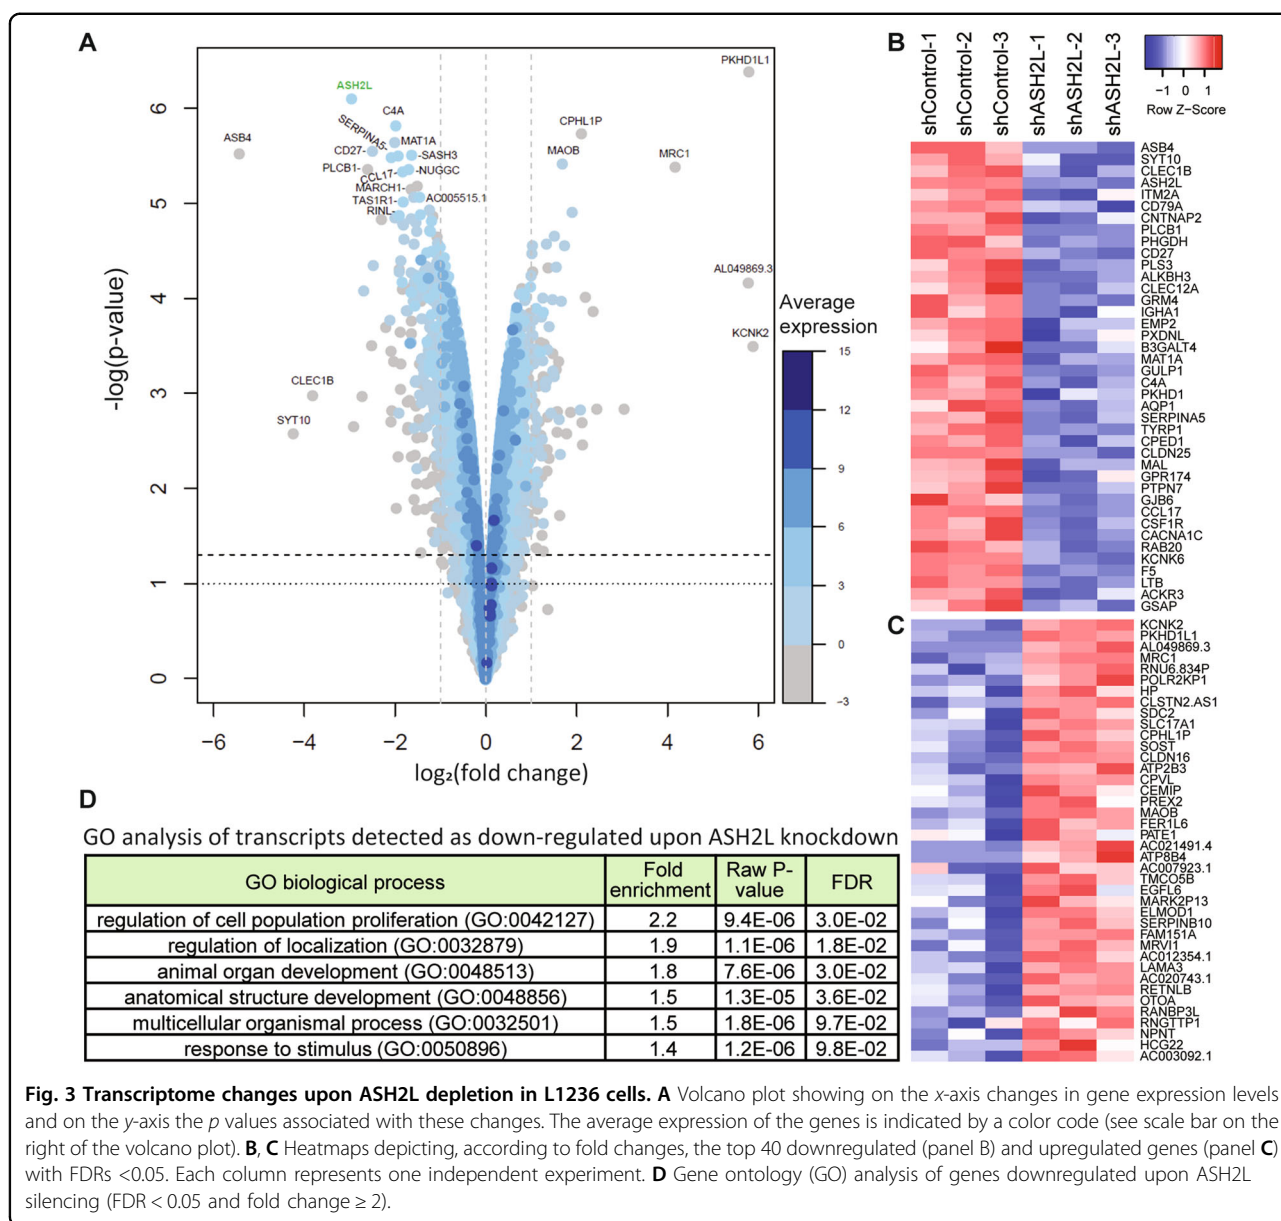 A
PKHD1L1
ASH2L
C4A
CPHL1P
SERPINA5-
MAT1A
ASB4
CD27-
-SASH3
MAOB
MRC1
PLCB1-
CCL17-
-NUGGC
MARCH1-
TAS1R1-
AC005515.1
RINL-
AL049869.3
KCNK2
CLEC1B
SYT10
6
5
4
3
2
1
0
-log(p-value)
−6
−4
−2
0
2
4
6
log₂(fold change)
Average
expression
15
12
9
6
3
0
−3
B
shControl-1
shControl-2
shControl-3
shASH2L-1
shASH2L-2
shASH2L-3
−1 0 1
Row Z−Score
ASB4
SYT10
CLEC1B
ASH2L
ITM2A
CD79A
CNTNAP2
PLCB1
PHGDH
CD27
PLS3
ALKBH3
CLEC12A
GRM4
IGHA1
EMP2
PXDNL
B3GALT4
MAT1A
GULP1
C4A
PKHD1
AQP1
SERPINA5
TYRP1
CPED1
CLDN25
MAL
GPR174
PTPN7
GJB6
CCL17
CSF1R
CACNA1C
RAB20
KCNK6
F5
LTB
ACKR3
GSAP
C
KCNK2
PKHD1L1
AL049869.3
MRC1
RNU6.834P
POLR2KP1
HP
CLSTN2.AS1
SDC2
SLC17A1
CPHL1P
SOST
CLDN16
ATP2B3
CPVL
CEMIP
PREX2
MAOB
FER1L6
PATE1
AC021491.4
ATP8B4
AC007923.1
TMCO5B
EGFL6
MARK2P13
ELMOD1
SERPINB10
FAM151A
MRVI1
AC012354.1
LAMA3
AC020743.1
RETNLB
OTOA
RANBP3L
RNGTTP1
NPNT
HCG22
AC003092.1
D
GO analysis of transcripts detected as down-regulated upon ASH2L knockdown
GO biological process Fold enrichment Raw P-value FDR
regulation of cell population proliferation (GO:0042127) 2.2 9.4E-06 3.0E-02
regulation of localization (GO:0032879) 1.9 1.1E-06 1.8E-02
animal organ development (GO:0048513) 1.8 7.6E-06 3.0E-02
anatomical structure development (GO:0048856) 1.5 1.3E-05 3.6E-02
multicellular organismal process (GO:0032501) 1.5 1.8E-06 9.7E-02
response to stimulus (GO:0050896) 1.4 1.2E-06 9.8E-02
Fig. 3 Transcriptome changes upon ASH2L depletion in L1236 cells. A Volcano plot showing on the x-axis changes in gene expression levels
and on the y-axis the p values associated with these changes. The average expression of the genes is indicated by a color code (see scale bar on the
right of the volcano plot). B, C Heatmaps depicting, according to fold changes, the top 40 downregulated (panel B) and upregulated genes (panel C)
with FDRs <0.05. Each column represents one independent experiment. D Gene ontology (GO) analysis of genes downregulated upon ASH2L
silencing (FDR < 0.05 and fold change ≥ 2).